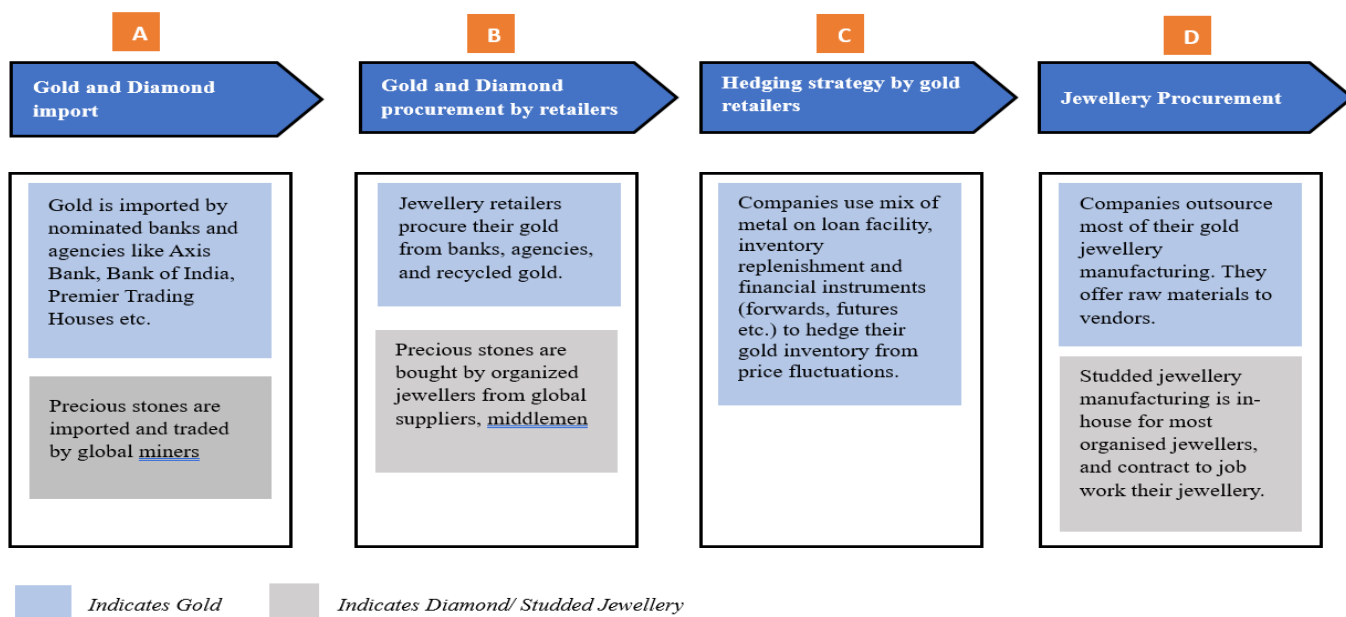 A
B
C
D
Gold and Diamond
import
Gold and Diamond
procurement by retailers
Hedging strategy by gold
retailers
Jewellery Procurement
Gold is imported by
nominated banks and
agencies like Axis
Bank, Bank of India,
Premier Trading
Houses etc.
Precious stones are
imported and traded
by global miners
Jewellery retailers
procure their gold
from banks, agencies,
and recycled gold.
Precious stones are
bought by organized
jewellers from global
suppliers, middlemen
Companies use mix of
metal on loan facility,
inventory
replenishment and
financial instruments
(forwards, futures
etc.) to hedge their
gold inventory from
price fluctuations.
Companies outsource
most of their gold
jewellery
manufacturing. They
offer raw materials to
vendors.
Studded jewellery
manufacturing is in-
house for most
organised jewellers,
and contract to job
work their jewellery.
Indicates Gold
Indicates Diamond/ Studded Jewellery